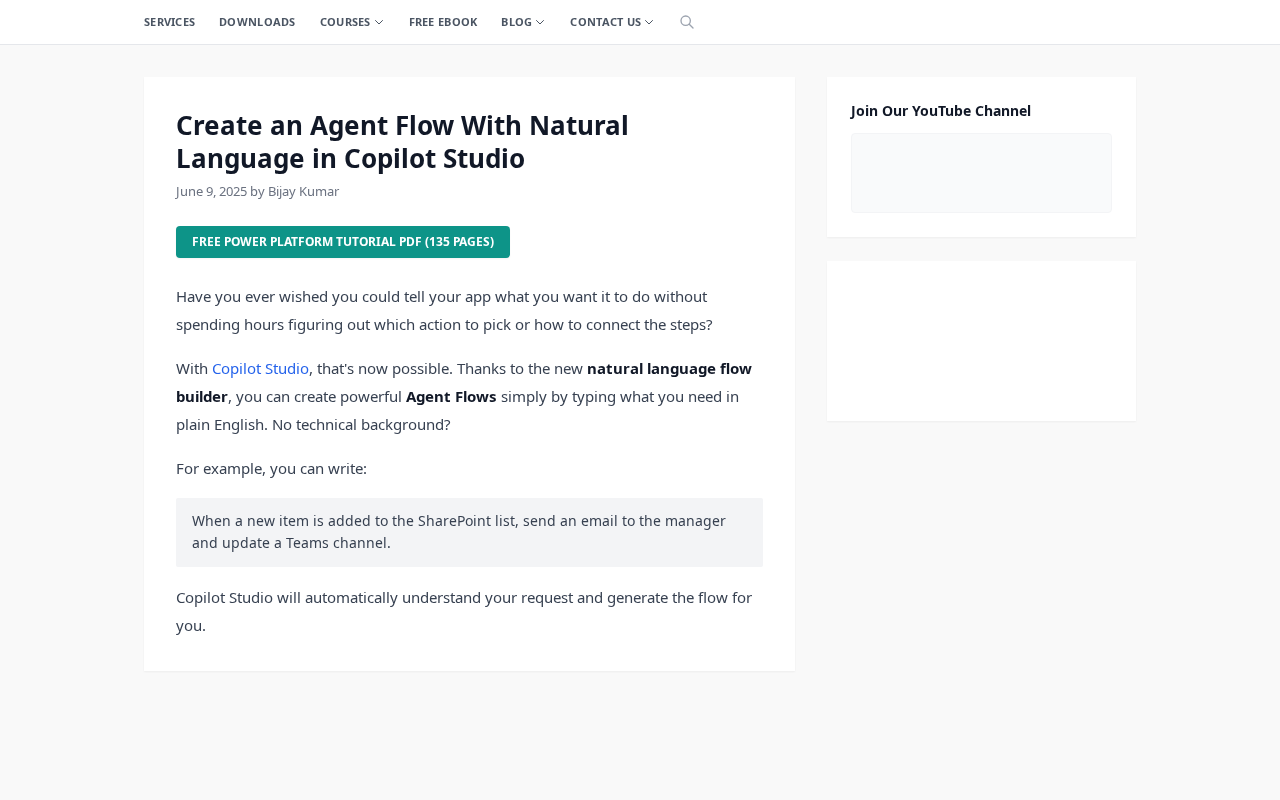 SERVICES DOWNLOADS COURSES FREE EBOOK BLOG CONTACT US
Create an Agent Flow With Natural
Language in Copilot Studio
June 9, 2025 by Bijay Kumar
FREE POWER PLATFORM TUTORIAL PDF (135 PAGES)
Have you ever wished you could tell your app what you want it to do without
spending hours figuring out which action to pick or how to connect the steps?
With Copilot Studio, that's now possible. Thanks to the new natural language flow
builder, you can create powerful Agent Flows simply by typing what you need in
plain English. No technical background?
For example, you can write:
When a new item is added to the SharePoint list, send an email to the manager
and update a Teams channel.
Copilot Studio will automatically understand your request and generate the flow for
you.
Join Our YouTube Channel